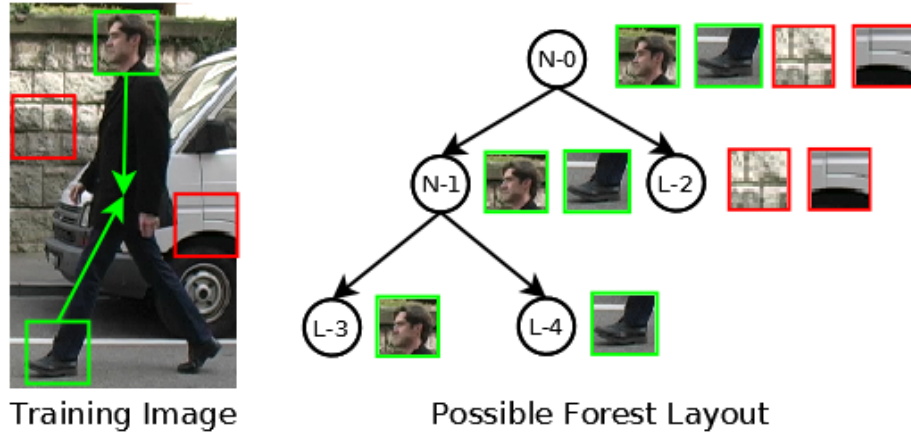 N-0
N-1
L-2
L-3
L-4
Training Image
Possible Forest Layout